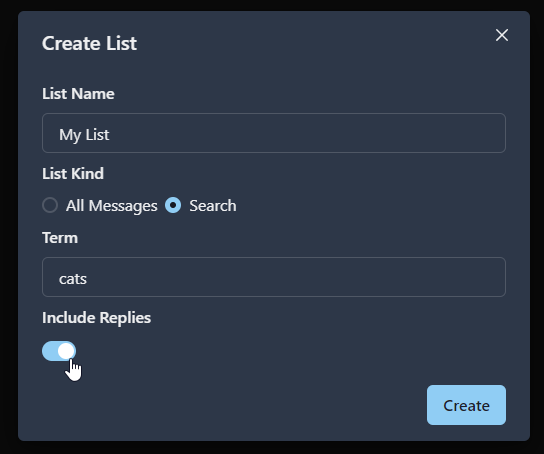 Create List
List Name
My List
List Kind
All Messages Search
Term
cats
Include Replies
Create